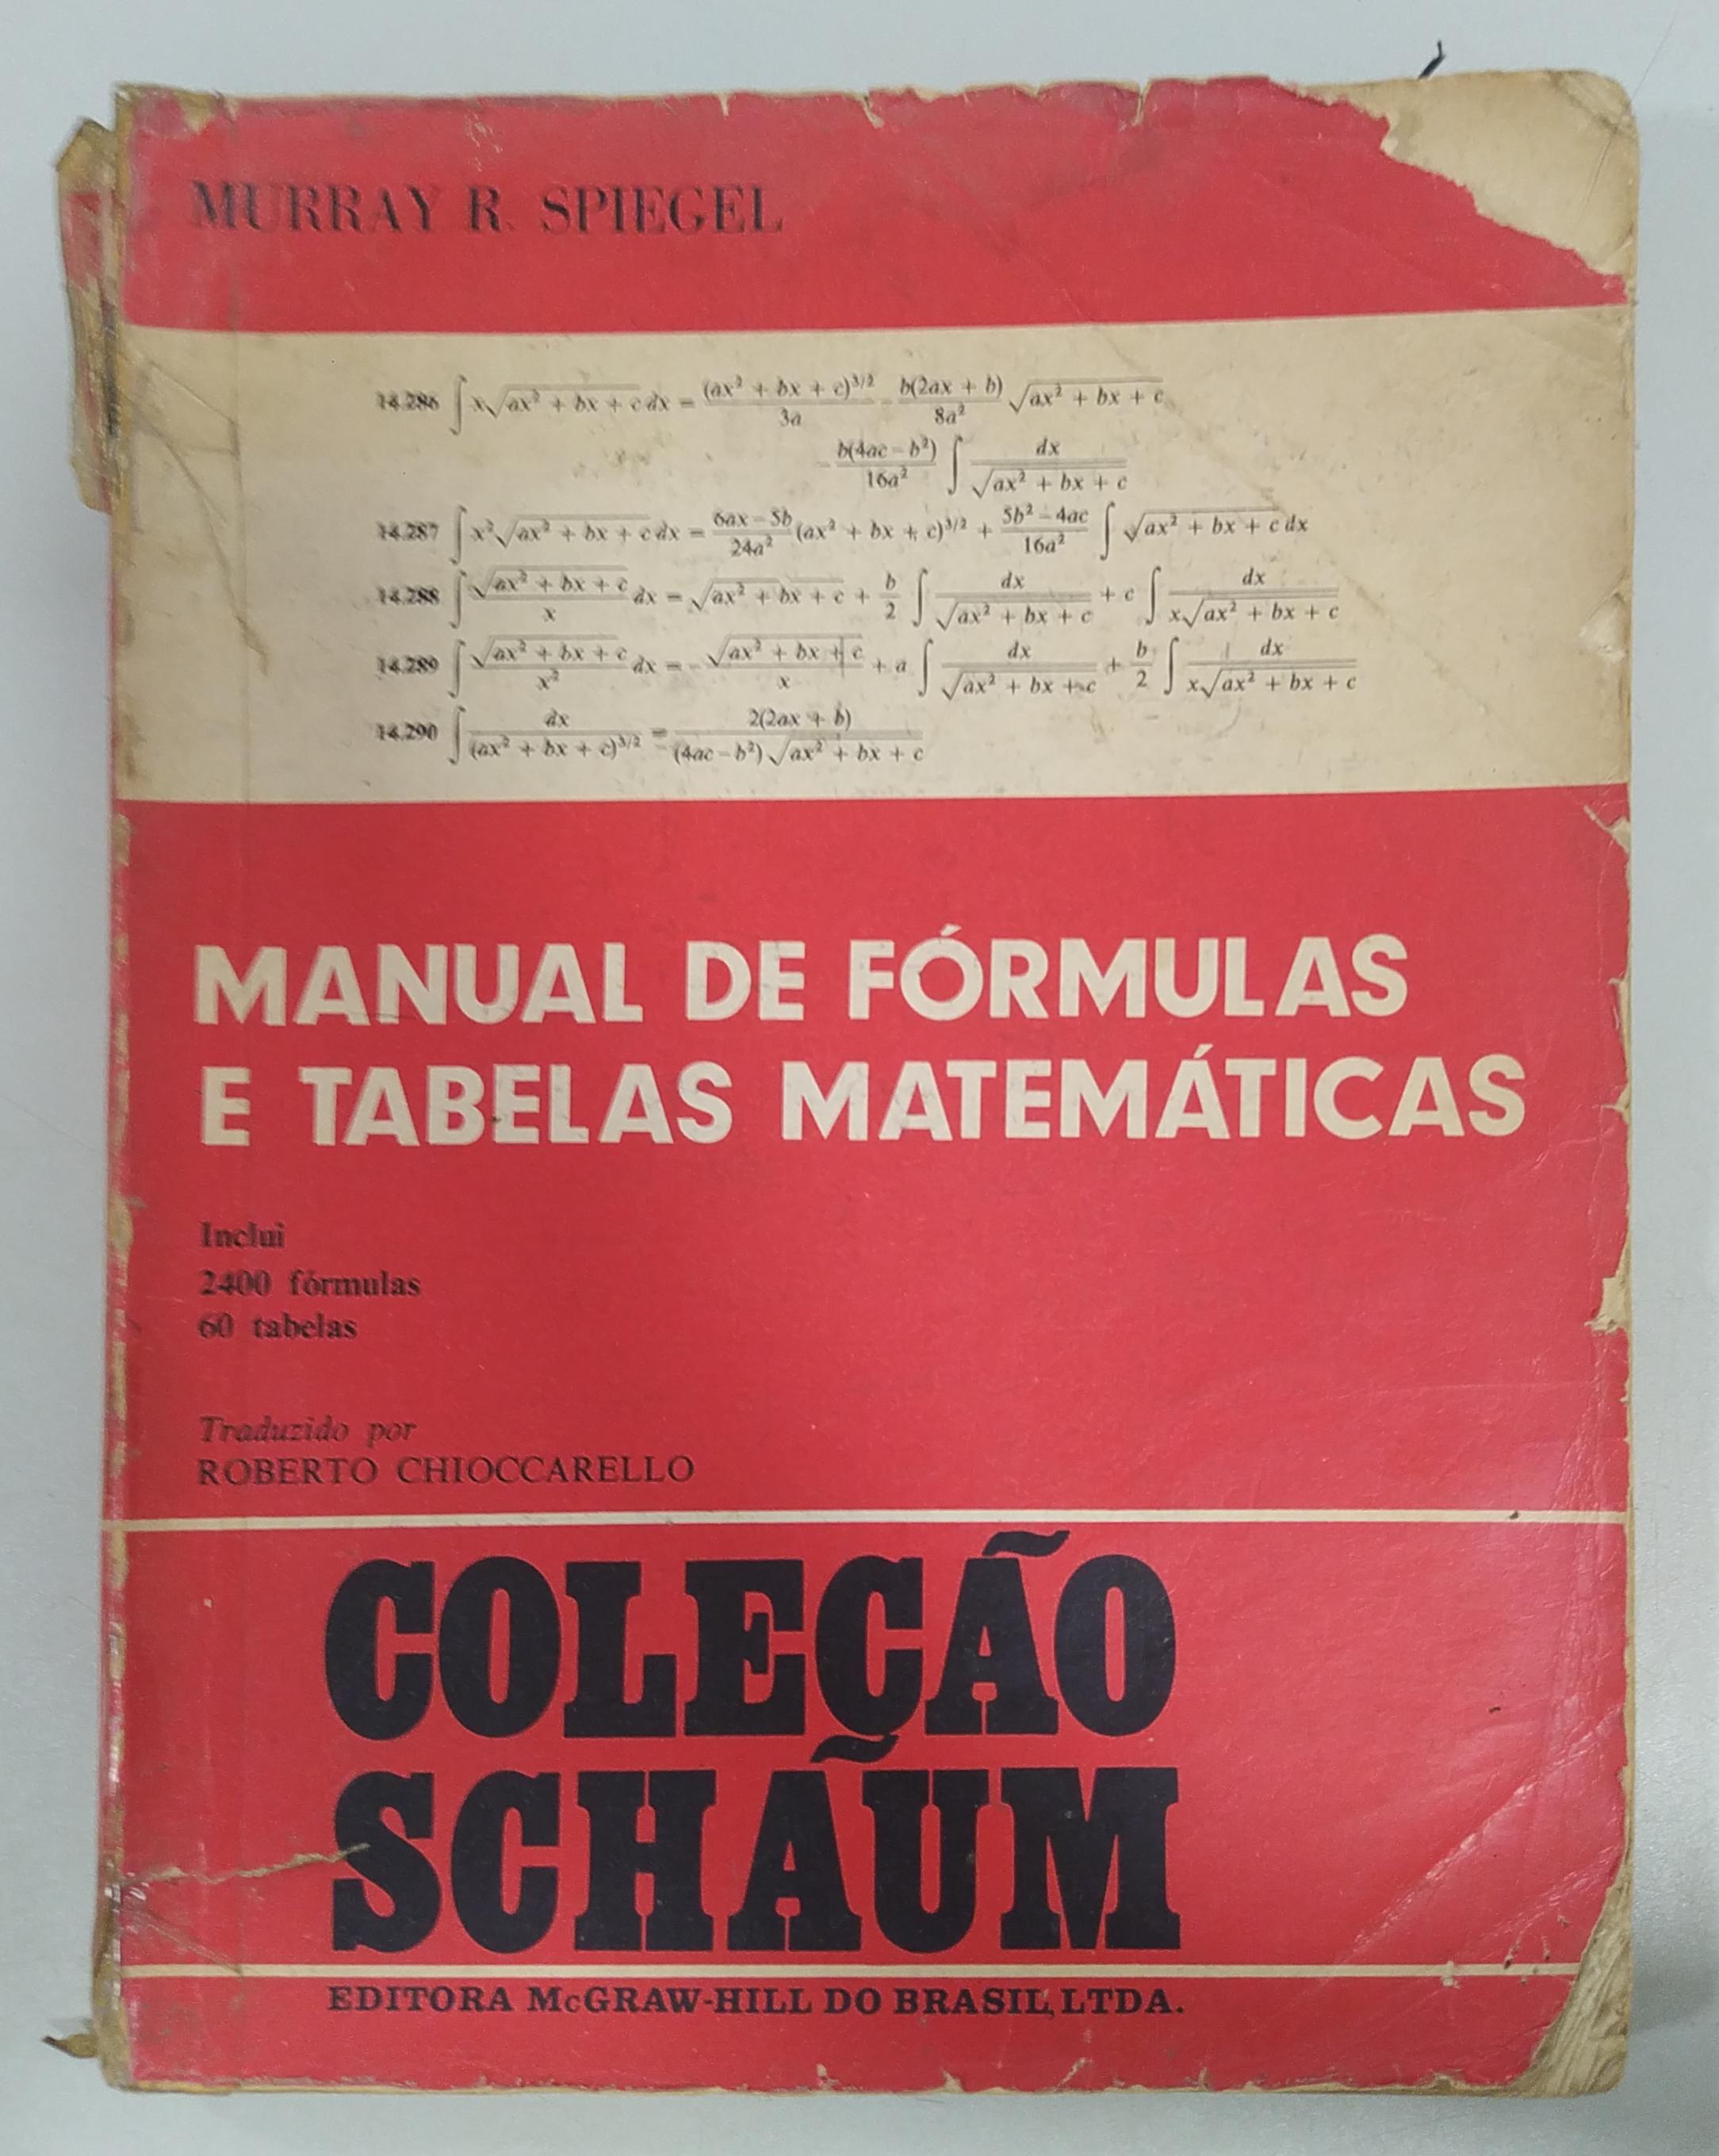 MURRAY R. SPIEGEL
14.286 ∫ x√(ax² + bx + c) dx = (ax² + bx + c)^3/2 / 3a − b(2ax + b) / 8a² √(ax² + bx + c)
− b(4ac − b²) / 16a² ∫ dx / √(ax² + bx + c)
14.287 ∫ x²√(ax² + bx + c) dx = (6ax − 5b) / 24a² (ax² + bx + c)^3/2 + (5b² − 4ac) / 16a² ∫ √(ax² + bx + c) dx
14.288 ∫ √(ax² + bx + c) / x dx = √(ax² + bx + c) + b/2 ∫ dx / √(ax² + bx + c) + c ∫ dx / x√(ax² + bx + c)
14.289 ∫ √(ax² + bx + c) / x² dx = − √(ax² + bx + c) / x + a ∫ dx / √(ax² + bx + c) + b/2 ∫ dx / x√(ax² + bx + c)
14.290 ∫ dx / (ax² + bx + c)^3/2 = 2(2ax + b) / (4ac − b²)√(ax² + bx + c)
MANUAL DE FÓRMULAS
E TABELAS MATEMÁTICAS
Inclui
2400 fórmulas
60 tabelas
Traduzido por
ROBERTO CHIOCCARELLO
COLEÇÃO
SCHAUM
EDITORA McGRAW-HILL DO BRASIL, LTDA.